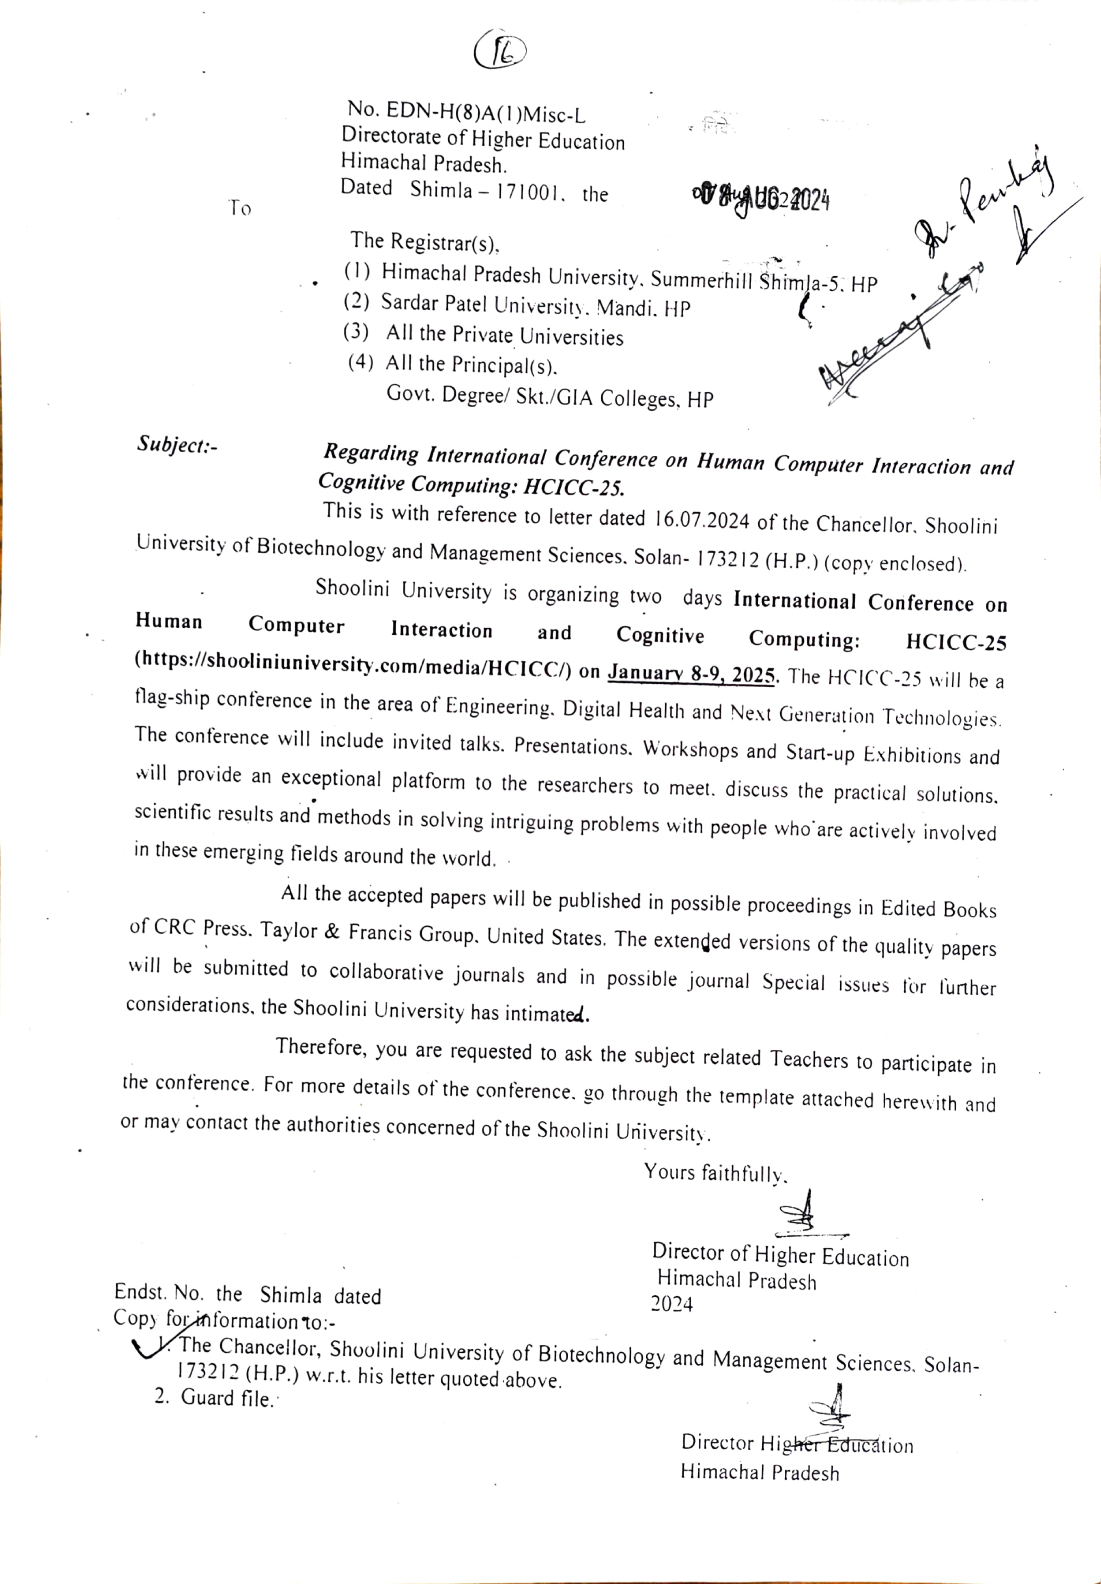 16
No. EDN-H(8)A(1)Misc-L
Directorate of Higher Education
Himachal Pradesh.
Dated Shimla – 171001. the AUG 2024
To
The Registrar(s).
(1) Himachal Pradesh University. Summerhill Shimla-5. HP
(2) Sardar Patel University. Mandi. HP
(3) All the Private Universities
(4) All the Principal(s).
Govt. Degree/ Skt./GIA Colleges, HP
Subject:- Regarding International Conference on Human Computer Interaction and
Cognitive Computing: HCICC-25.
This is with reference to letter dated 16.07.2024 of the Chancellor. Shoolini
University of Biotechnology and Management Sciences. Solan- 173212 (H.P.) (copy enclosed).
Shoolini University is organizing two days International Conference on
Human Computer Interaction and Cognitive Computing: HCICC-25
(https://shooliniuniversity.com/media/HCICC/) on January 8-9, 2025. The HCICC-25 will be a
flag-ship conference in the area of Engineering. Digital Health and Next Generation Technologies.
The conference will include invited talks. Presentations. Workshops and Start-up Exhibitions and
will provide an exceptional platform to the researchers to meet. discuss the practical solutions.
scientific results and methods in solving intriguing problems with people who are actively involved
in these emerging fields around the world.
All the accepted papers will be published in possible proceedings in Edited Books
of CRC Press. Taylor & Francis Group. United States. The extended versions of the quality papers
will be submitted to collaborative journals and in possible journal Special issues for further
considerations, the Shoolini University has intimated.
Therefore, you are requested to ask the subject related Teachers to participate in
the conference. For more details of the conference. go through the template attached herewith and
or may contact the authorities concerned of the Shoolini University.
Yours faithfully.
Director of Higher Education
Himachal Pradesh
2024
Endst. No. the Shimla dated
Copy for information to:-
1. The Chancellor, Shoolini University of Biotechnology and Management Sciences. Solan-
173212 (H.P.) w.r.t. his letter quoted above.
2. Guard file.
Director Higher Education
Himachal Pradesh